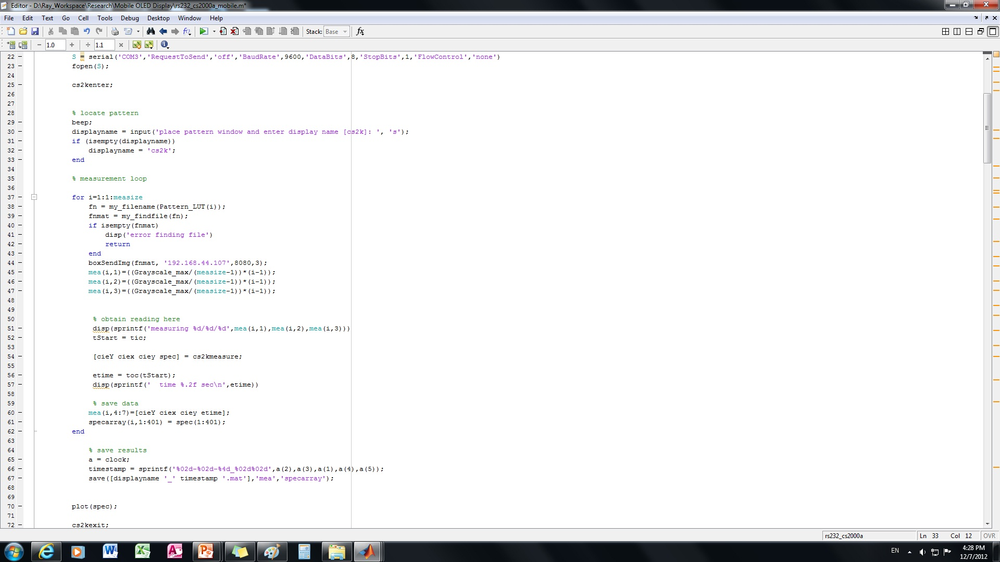 Editor - D:\Ray_Workspace\Research\Mobile OLED Display\rs232_cs2000a_mobile.m*
File Edit Text Go Cell Tools Debug Desktop Window Help
Stack: Base fx
− 1.0 + ÷ 1.1 ×
22 – S = serial('COM3','RequestToSend','off','BaudRate',9600,'DataBits',8,'StopBits',1,'FlowControl','none')
23 – fopen(S);
24
25 – cs2kenter;
26
27
28 % locate pattern
29 – beep;
30 – displayname = input('place pattern window and enter display name [cs2k]: ', 's');
31 – if (isempty(displayname))
32 – displayname = 'cs2k';
33 – end
34
35 % measurement loop
36
37 – for i=1:1:measize
38 – fn = my_filename(Pattern_LUT(i));
39 – fnmat = my_findfile(fn);
40 – if isempty(fnmat)
41 – disp('error finding file')
42 – return
43 – end
44 – boxSendImg(fnmat, '192.168.44.107',8080,3);
45 – mea(i,1)=((Grayscale_max/(measize-1))*(i-1));
46 – mea(i,2)=((Grayscale_max/(measize-1))*(i-1));
47 – mea(i,3)=((Grayscale_max/(measize-1))*(i-1));
48
49
50 % obtain reading here
51 – disp(sprintf('measuring %d/%d/%d',mea(i,1),mea(i,2),mea(i,3)))
52 – tStart = tic;
53
54 – [cieY ciex ciey spec] = cs2kmeasure;
55
56 – etime = toc(tStart);
57 – disp(sprintf('  time %.2f sec\n',etime))
58
59 % save data
60 – mea(i,4:7)=[cieY ciex ciey etime];
61 – specarray(i,1:401) = spec(1:401);
62 – end
63
64 % save results
65 – a = clock;
66 – timestamp = sprintf('%02d-%02d-%4d_%02d%02d',a(2),a(3),a(1),a(4),a(5));
67 – save([displayname '_' timestamp '.mat'],'mea','specarray');
68
69
70 – plot(spec);
71
72 – cs2kexit;
rs232_cs2000a Ln 33 Col 12 OVR
EN 4:28 PM
12/7/2012